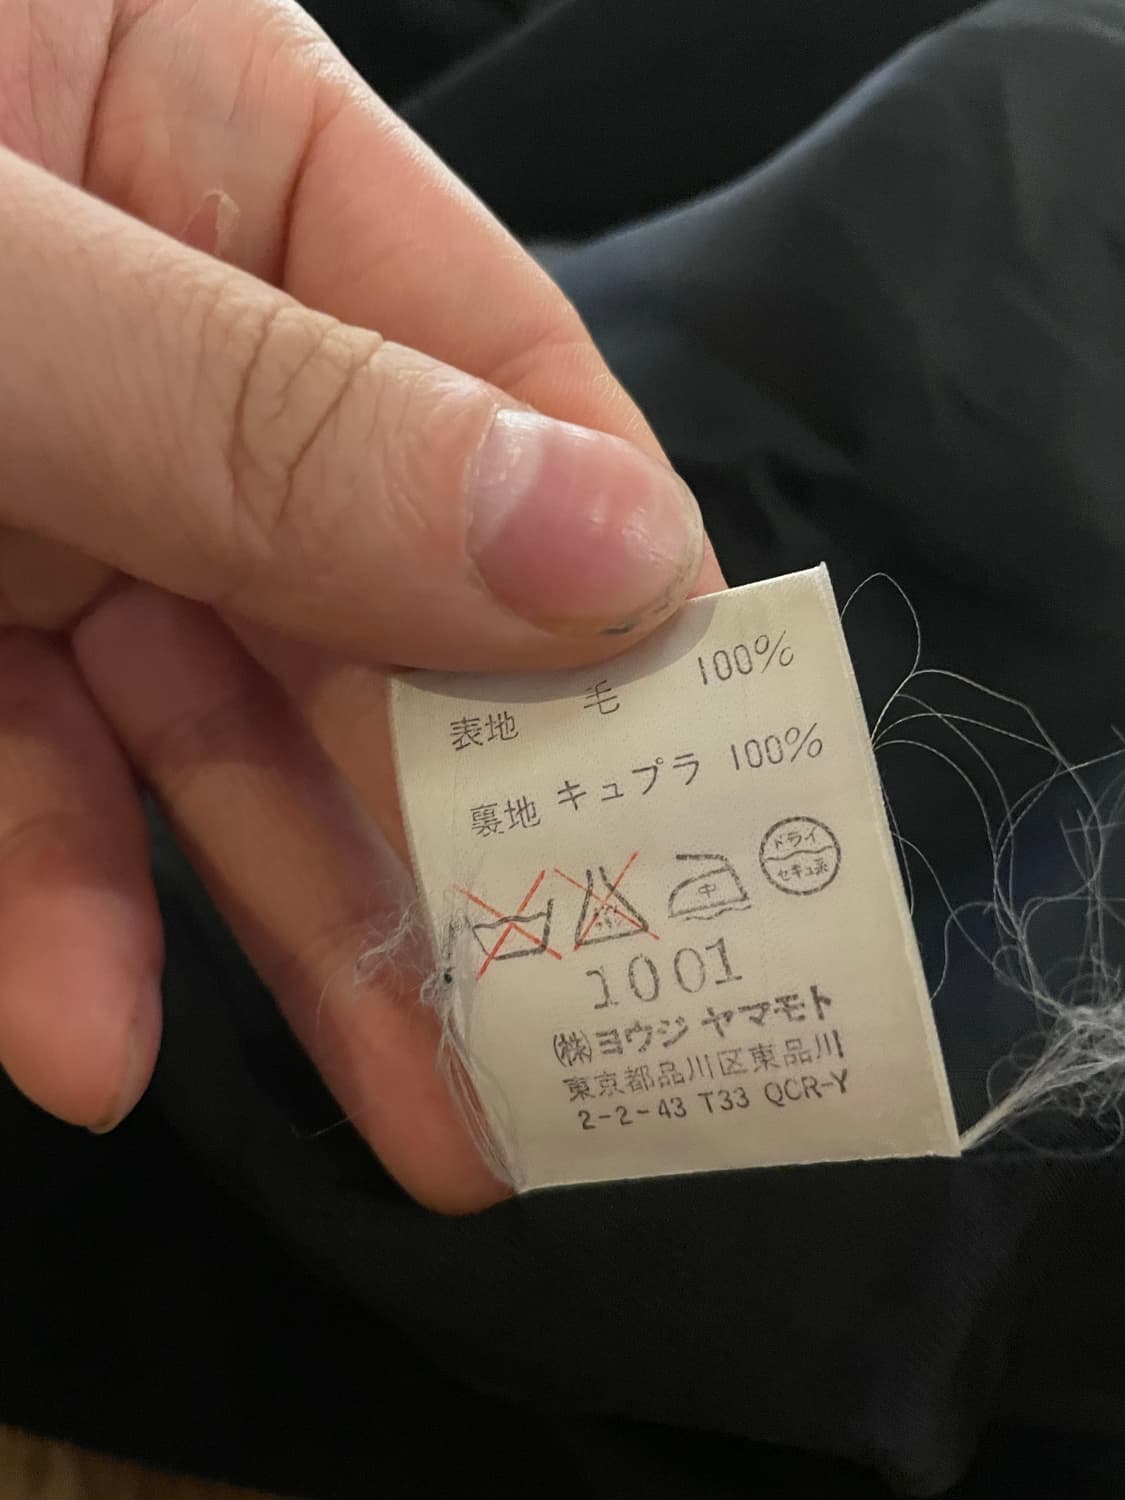 表地 毛 100%
裏地 キュプラ 100%
中
ドライ
セキユ系
1001
㈱ヨウジ ヤマモト
東京都品川区東品川
2-2-43 T33 QCR-Y